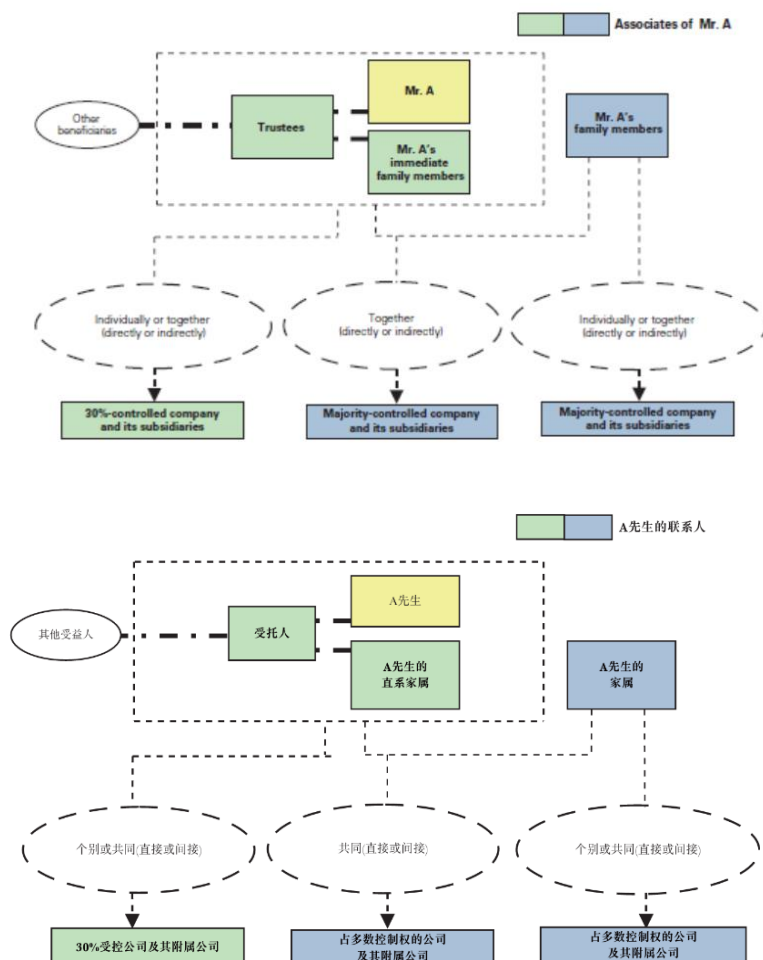 Associates of Mr. A
Mr. A
Other
beneficiaries
Trustees
Mr. A's
family members
Mr. A's
immediate
family members
Individually or together
(directly or indirectly)
Together
(directly or indirectly)
Individually or together
(directly or indirectly)
30%-controlled company
and its subsidiaries
Majority-controlled company
and its subsidiaries
Majority-controlled company
and its subsidiaries
A先生的联系人
A先生
其他受益人
受托人
A先生的
直系家属
A先生的
家属
个别或共同(直接或间接)
共同(直接或间接)
个别或共同(直接或间接)
30%受控公司及其附属公司
占多数控制权的公司
及其附属公司
占多数控制权的公司
及其附属公司